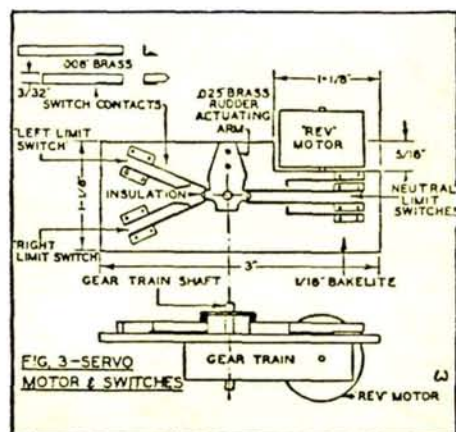 .008" BRASS
3/32"
SWITCH CONTACTS
.025" BRASS
RUDDER
ACTUATING
ARM
1-1/8"
LEFT LIMIT
SWITCH
"REV"
MOTOR
5/16"
1-1/8"
INSULATION
NEUTRAL
LIMIT
SWITCHES
RIGHT LIMIT SWITCH
3"
GEAR TRAIN SHAFT
1/16" BAKELITE
FIG. 3-SERVO
MOTOR & SWITCHES
GEAR TRAIN
REV" MOTOR